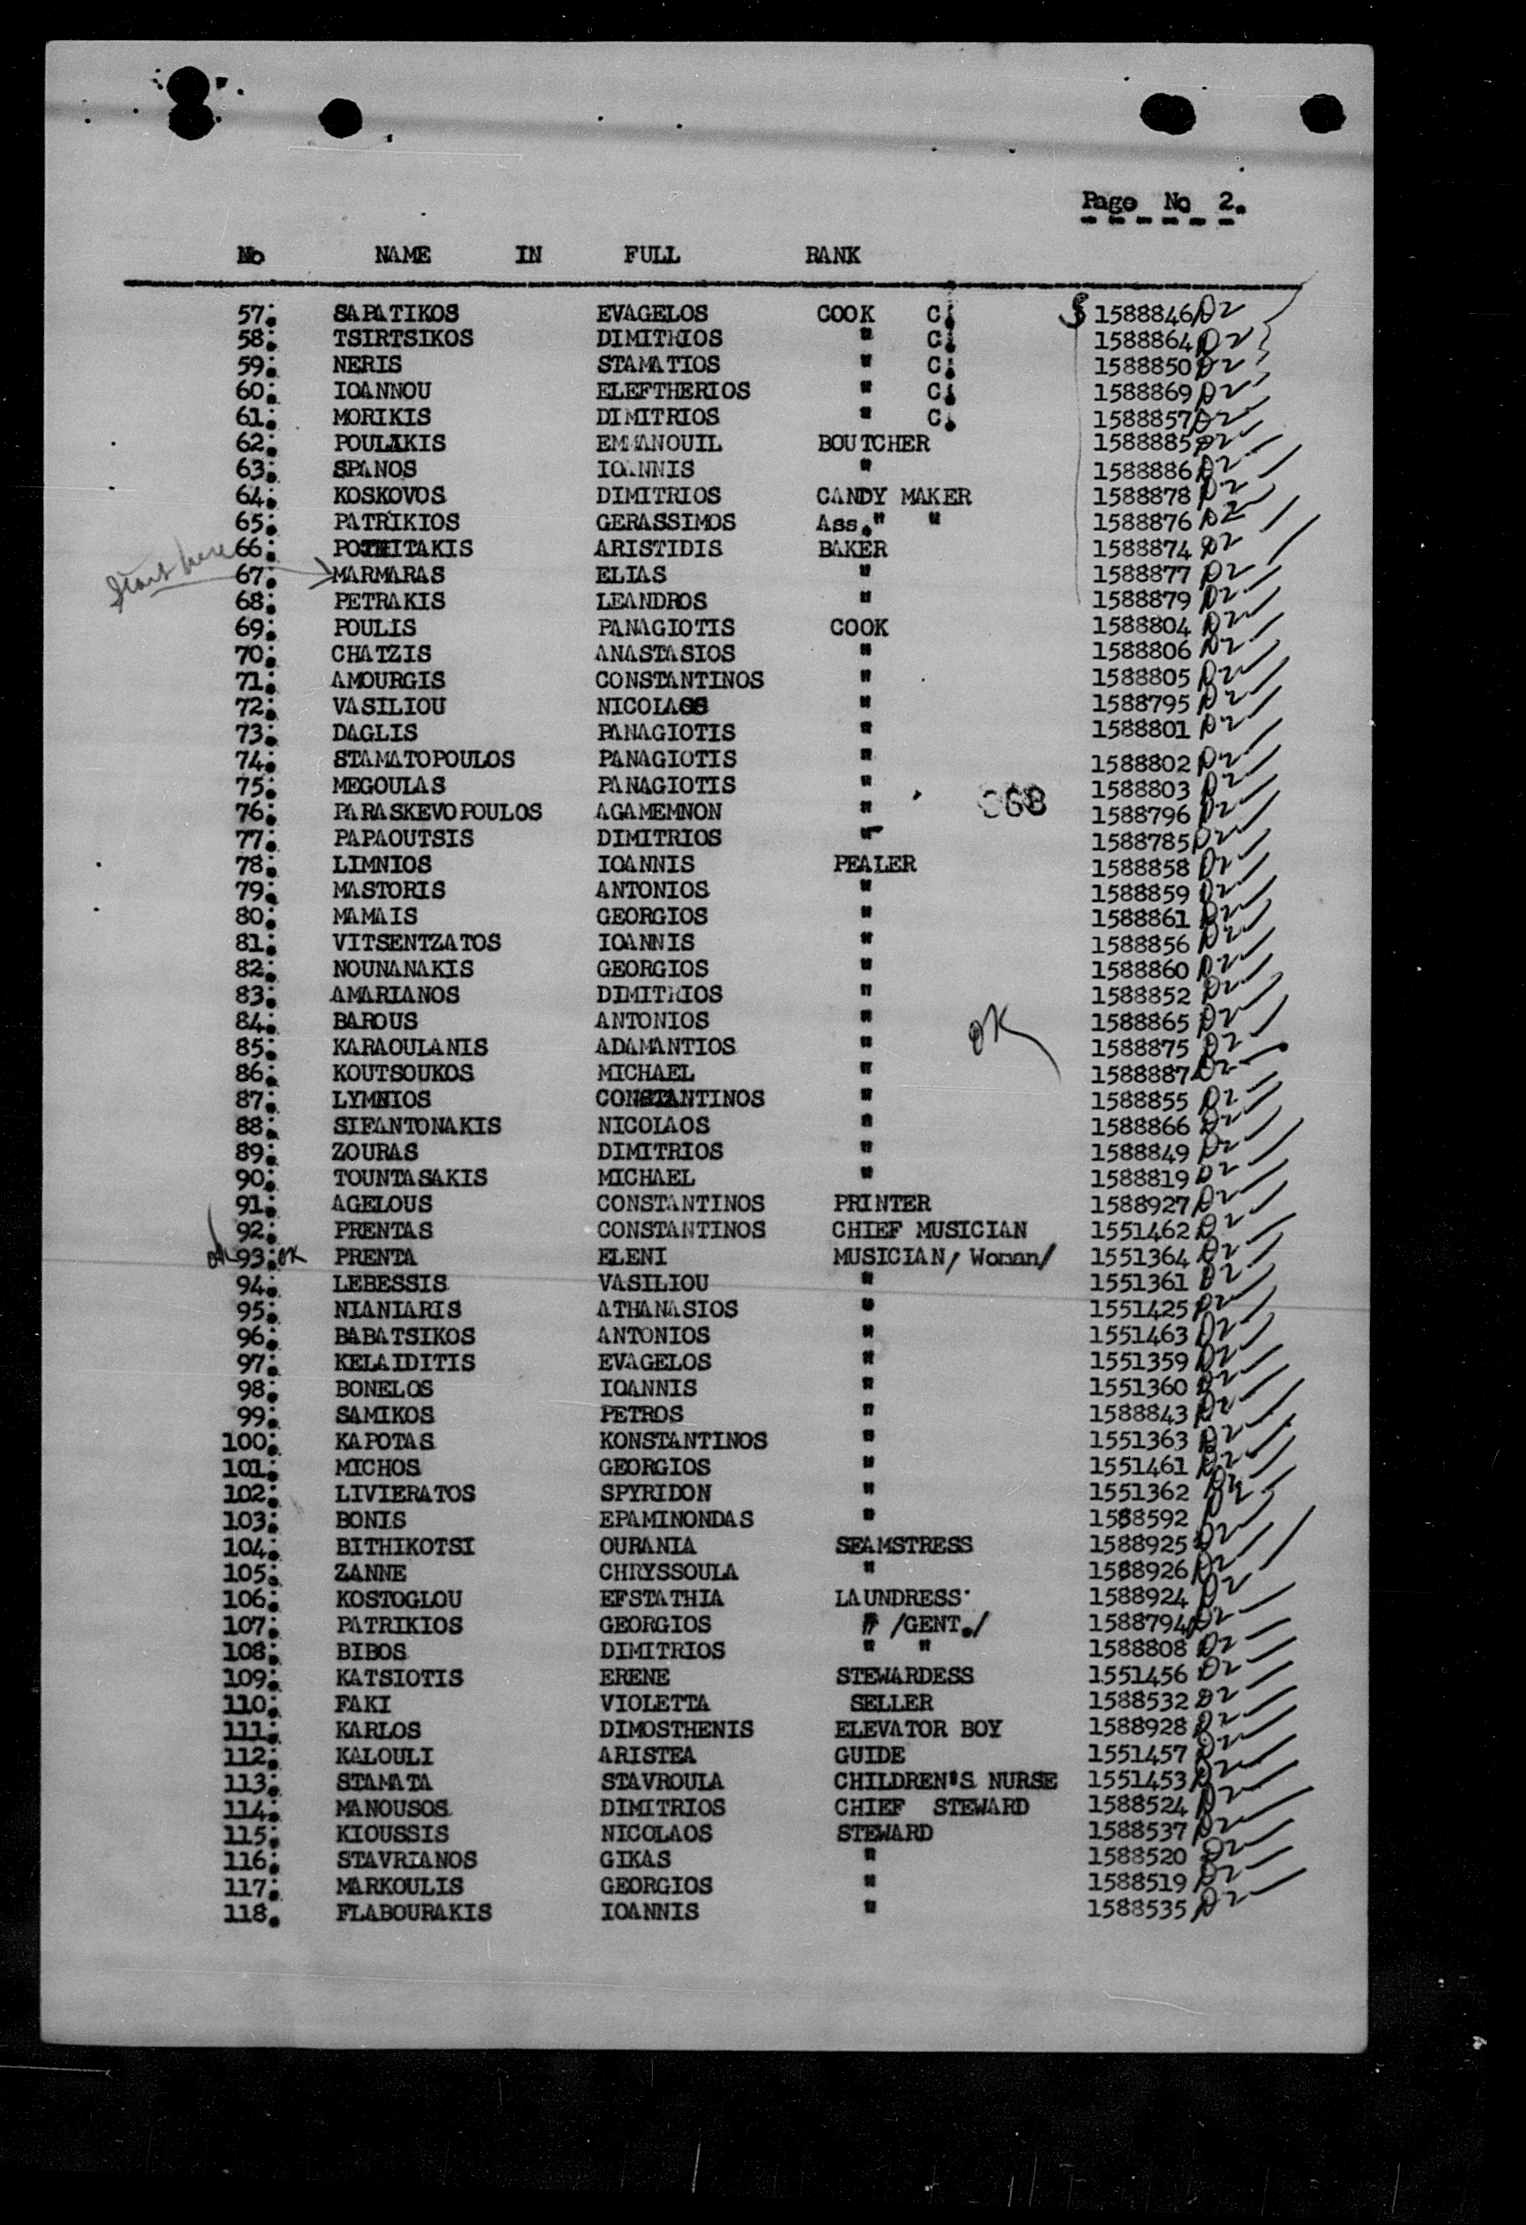 Page No 2.
No NAME IN FULL RANK
57. SAPATIKOS EVAGELOS COOK C. 1588846 D2
58. TSIRTSIKOS DIMITRIOS " C. 1588864 D2
59. NERIS STAMATIOS " C. 1588850 D2
60. IOANNOU ELEFTHERIOS " C. 1588869 D2
61. MORIKIS DIMITRIOS " C. 1588857 D2
62. POULAKIS EMMANOUIL BOUTCHER 1588885 D2
63. SPANOS IOANNIS " 1588886 D2
64. KOSKOVOS DIMITRIOS CANDY MAKER 1588878 D2
65. PATRIKIOS GERASSIMOS Ass. " " 1588876 D2
66. POTHITAKIS ARISTIDIS BAKER 1588874 D2
Start here
67. MARMARAS ELIAS " 1588877 D2
68. PETRAKIS LEANDROS " 1588879 D2
69. POULIS PANAGIOTIS COOK 1588804 D2
70. CHATZIS ANASTASIOS " 1588806 D2
71. AMOURGIS CONSTANTINOS " 1588805 D2
72. VASILIOU NICOLAOS " 1588795 D2
73. DAGLIS PANAGIOTIS " 1588801 D2
74. STAMATOPOULOS PANAGIOTIS " 1588802 D2
75. MEGOULAS PANAGIOTIS " 1588803 D2
76. PARASKEVOPOULOS AGAMEMNON " 1588796 D2
77. PAPAOUTSIS DIMITRIOS " 1588785 D2
78. LIMNIOS IOANNIS PEALER 1588858 D2
79. MASTORIS ANTONIOS " 1588859 D2
80. MAMAIS GEORGIOS " 1588861 D2
81. VITSENTZATOS IOANNIS " 1588856 D2
82. NOUNANAKIS GEORGIOS " 1588860 D2
83. AMARIANOS DIMITRIOS " 1588852 D2
84. BAROUS ANTONIOS " OK 1588865 D2
85. KARAOULANIS ADAMANTIOS " 1588875 D2
86. KOUTSOUKOS MICHAEL " 1588887 D2
87. LYMNIOS CONSTANTINOS " 1588855 D2
88. SIFANTONAKIS NICOLAOS " 1588866 D2
89. ZOURAS DIMITRIOS " 1588849 D2
90. TOUNTASAKIS MICHAEL " 1588819 D2
91. AGELOUS CONSTANTINOS PRINTER 1588927 D2
92. PRENTAS CONSTANTINOS CHIEF MUSICIAN 1551462 D2
OK 93. OK PRENTA ELENI MUSICIAN/ Woman/ 1551364 D2
94. LEBESSIS VASILIOU " 1551361 D2
95. NIANIARIS ATHANASIOS " 1551425 D2
96. BABATSIKOS ANTONIOS " 1551463 D2
97. KELAIDITIS EVAGELOS " 1551359 D2
98. BONELOS IOANNIS " 1551360 D2
99. SAMIKOS PETROS " 1588843 D2
100. KAPOTAS KONSTANTINOS " 1551363 D2
101. MICHOS GEORGIOS " 1551461 D2
102. LIVIERATOS SPYRIDON " 1551362 D2
103. BONIS EPAMINONDAS " 1588592 D2
104. BITHIKOTSI OURANIA SEAMSTRESS 1588925 D2
105. ZANNE CHRYSSOULA " 1588926 D2
106. KOSTOGLOU EFSTATHIA LAUNDRESS 1588924 D2
107. PATRIKIOS GEORGIOS " /GENT./ 1588794 D2
108. BIBOS DIMITRIOS " " 1588808 D2
109. KATSIOTIS ERENE STEWARDESS 1551456 D2
110. FAKI VIOLETTA SELLER 1588532 D2
111. KARLOS DIMOSTHENIS ELEVATOR BOY 1588928 D2
112. KALOULI ARISTEA GUIDE 1551457 D2
113. STAMATA STAVROULA CHILDREN'S NURSE 1551453 D2
114. MANOUSOS DIMITRIOS CHIEF STEWARD 1588524 D2
115. KIOUSSIS NICOLAOS STEWARD 1588537 D2
116. STAVRIANOS GIKAS " 1588520 D2
117. MARKOULIS GEORGIOS " 1588519 D2
118. FLABOURAKIS IOANNIS " 1588535 D2